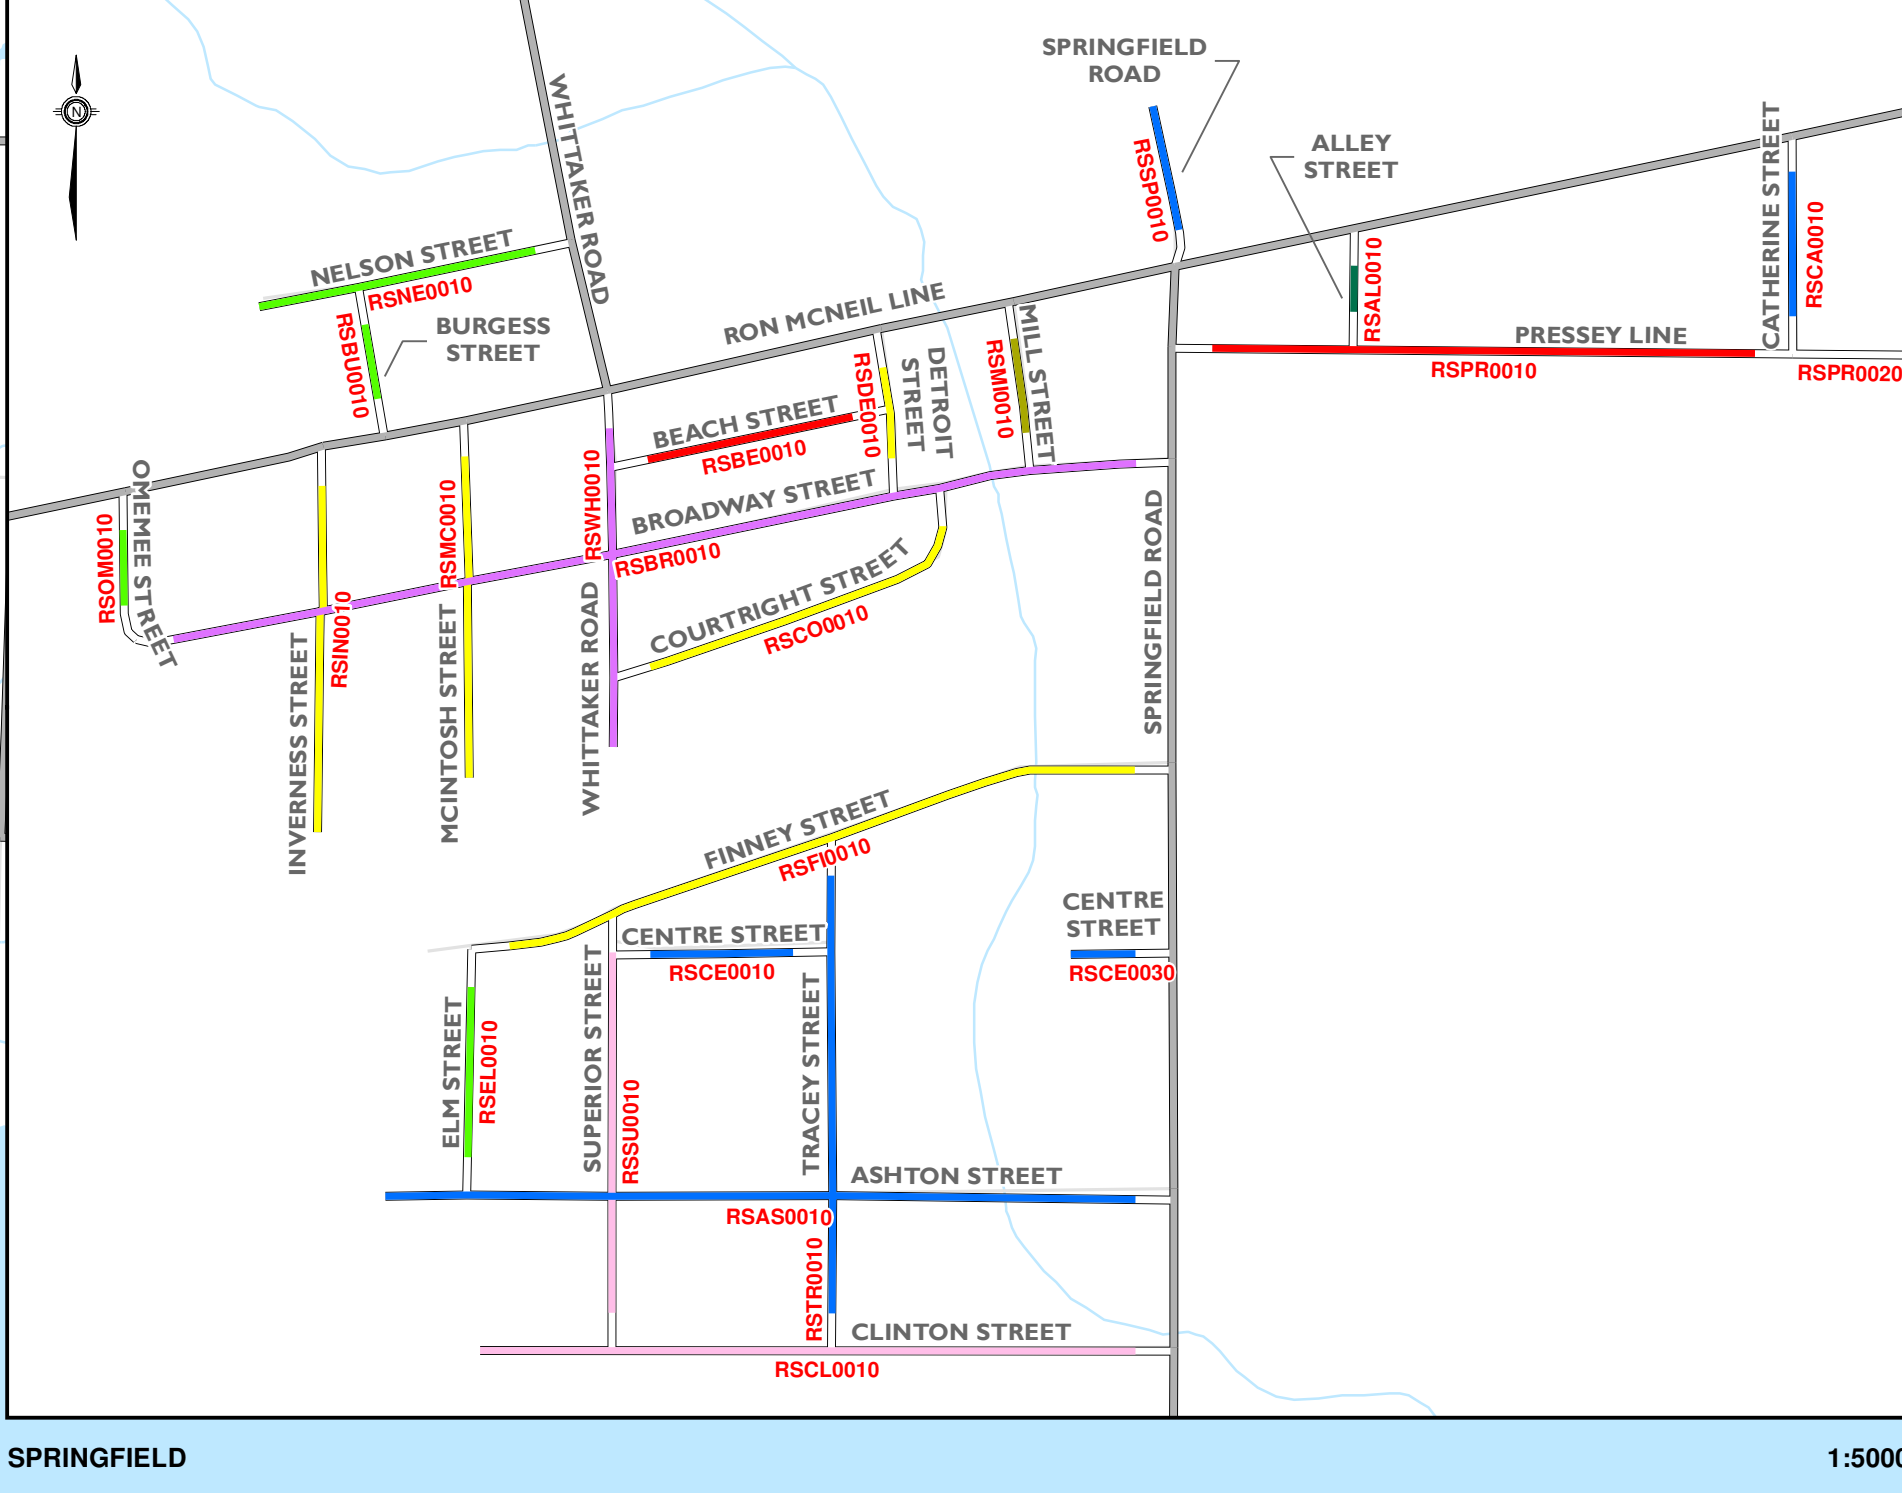 SPRINGFIELD
ROAD
WHITTAKER ROAD
N
RSSP0010
ALLEY
STREET
CATHERINE STREET
RSCA0010
NELSON STREET
RSNE0010
RSBU0010
BURGESS
STREET
RON MCNEIL LINE
RSAL0010
PRESSEY LINE
RSPR0010
RSPR0020
MILL STREET
RSMI0010
DETROIT
STREET
RSDE0010
BEACH STREET
RSBE0010
BROADWAY STREET
RSBR0010
RSWH0010
RSMC0010
OMEMEE STREET
RSOM0010
RSIN0010
COURTRIGHT STREET
RSCO0010
INVERNESS STREET
MCINTOSH STREET
WHITTAKER ROAD
SPRINGFIELD ROAD
FINNEY STREET
RSFI0010
CENTRE STREET
RSCE0010
CENTRE
STREET
RSCE0030
ELM STREET
RSEL0010
SUPERIOR STREET
RSSU0010
TRACEY STREET
ASHTON STREET
RSAS0010
RSTR0010
CLINTON STREET
RSCL0010
SPRINGFIELD
1:5000